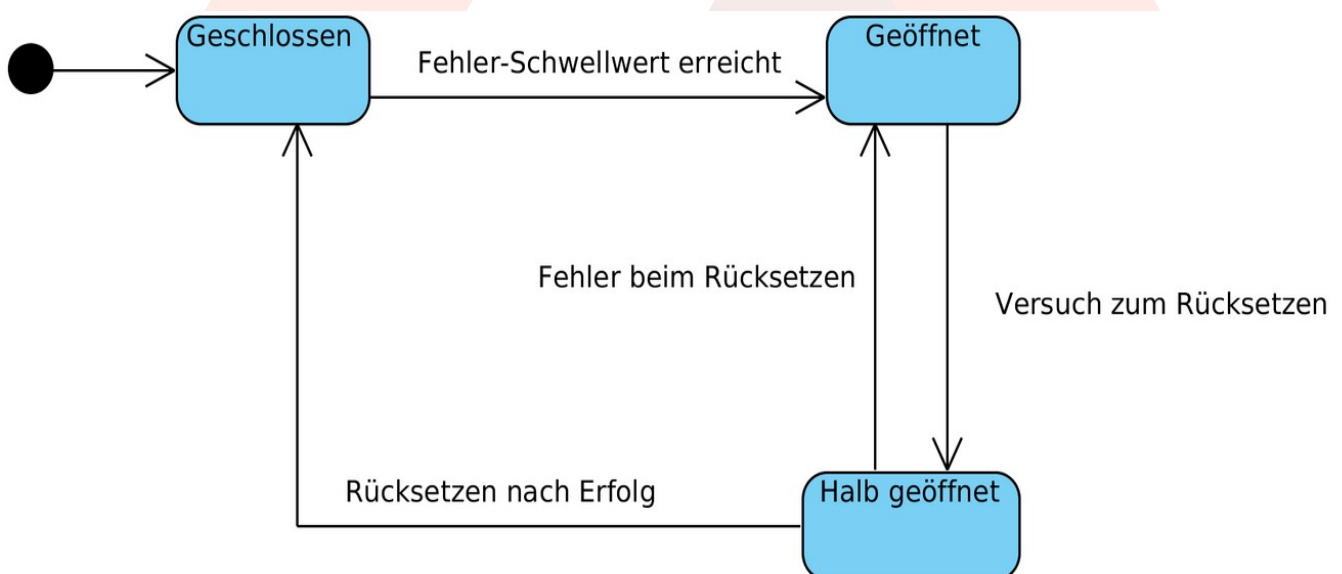 Geschlossen
Geöffnet
Fehler-Schwellwert erreicht
Fehler beim Rücksetzen
Versuch zum Rücksetzen
Rücksetzen nach Erfolg
Halb geöffnet